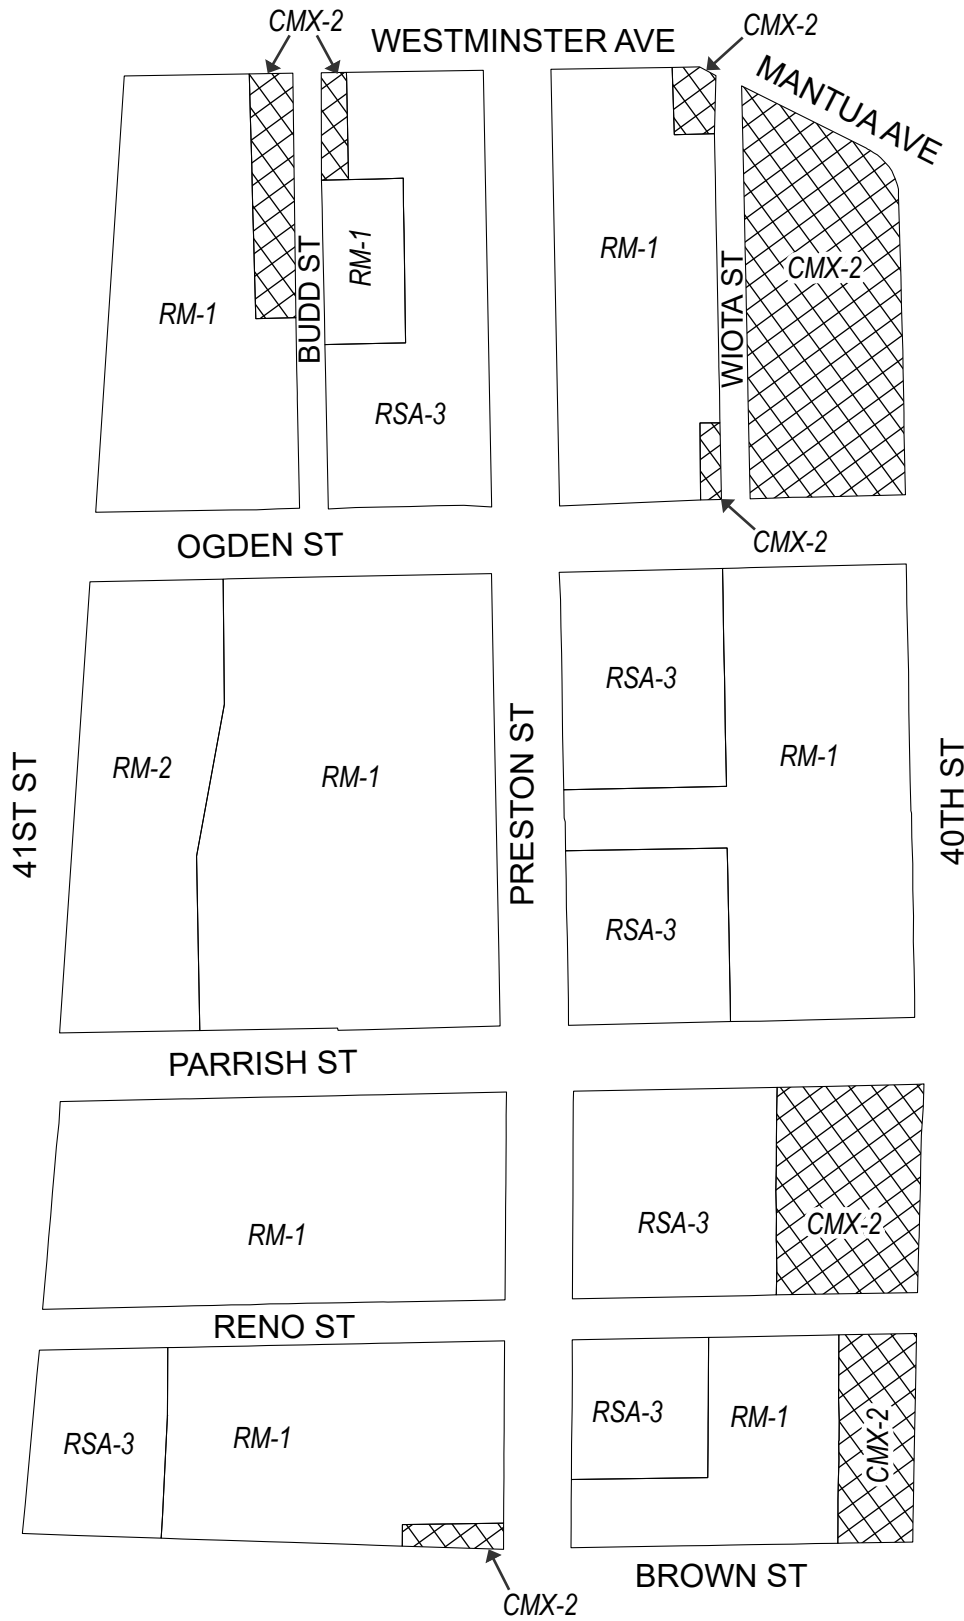 CMX-2
WESTMINSTER AVE
CMX-2
MANTUA AVE
RM-1
BUDD ST
RM-1
RSA-3
RM-1
WIOTA ST
CMX-2
OGDEN ST
CMX-2
41ST ST
RM-2
RM-1
PRESTON ST
RSA-3
RM-1
RSA-3
40TH ST
PARRISH ST
RM-1
RSA-3
CMX-2
RENO ST
RSA-3
RM-1
RSA-3
RM-1
CMX-2
BROWN ST
CMX-2